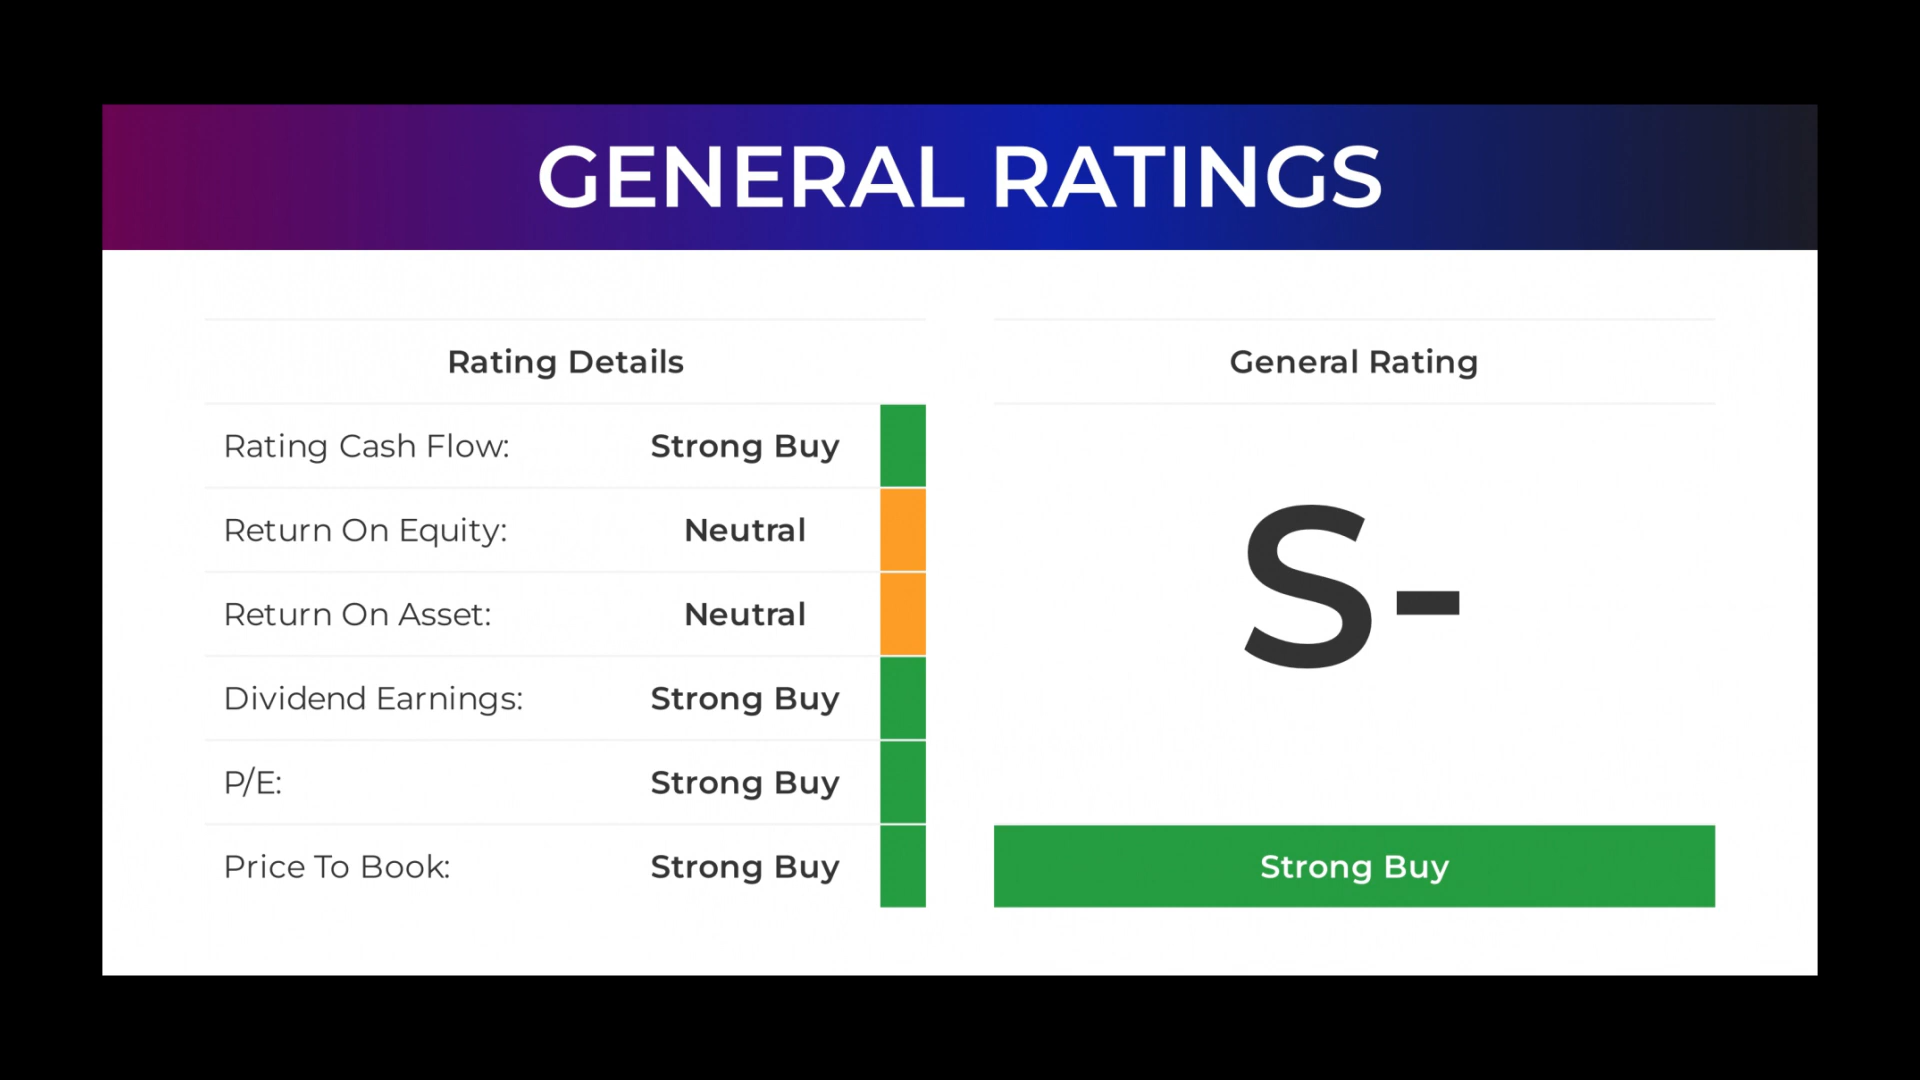 GENERAL RATINGS
Rating Details
Rating Cash Flow: Strong Buy
Return On Equity: Neutral
Return On Asset: Neutral
Dividend Earnings: Strong Buy
P/E: Strong Buy
Price To Book: Strong Buy
General Rating
S-
Strong Buy